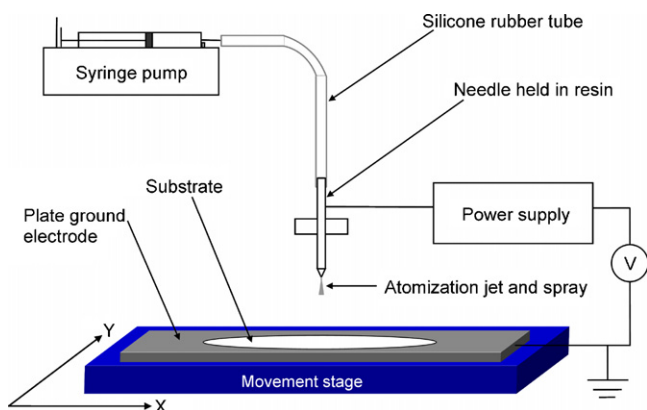 Silicone rubber tube
Syringe pump
Needle held in resin
Substrate
Plate ground
electrode
Power supply
V
Atomization jet and spray
Y
Movement stage
X